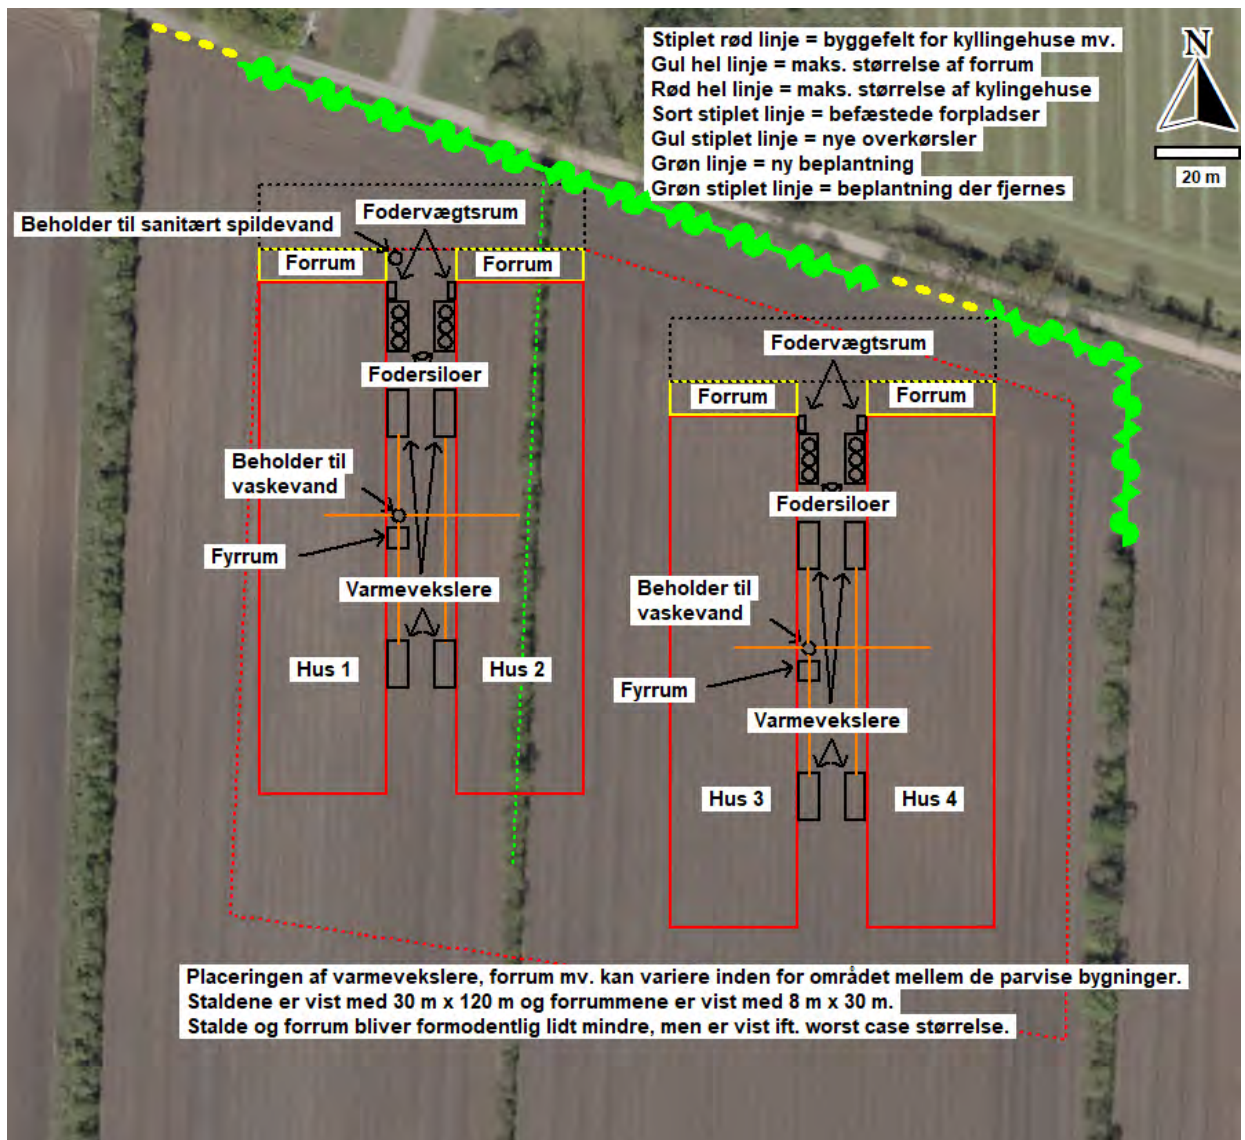 Stiplet rød linje = byggefelt for kyllingehuse mv.
Gul hel linje = maks. størrelse af forrum
Rød hel linje = maks. størrelse af kylingehuse
Sort stiplet linje = befæstede forpladser
Gul stiplet linje = nye overkørsler
Grøn linje = ny beplantning
Grøn stiplet linje = beplantning der fjernes
N
20 m
Fodervægtsrum
Beholder til sanitært spildevand
Forrum
Forrum
Fodervægtsrum
Fodersiloer
Forrum
Forrum
Beholder til
vaskevand
Fodersiloer
Fyrrum
Varmevekslere
Beholder til
vaskevand
Hus 1
Hus 2
Fyrrum
Varmevekslere
Hus 3
Hus 4
Placeringen af varmevekslere, forrum mv. kan variere inden for området mellem de parvise bygninger.
Staldene er vist med 30 m x 120 m og forrummene er vist med 8 m x 30 m.
Stalde og forrum bliver formodentlig lidt mindre, men er vist ift. worst case størrelse.